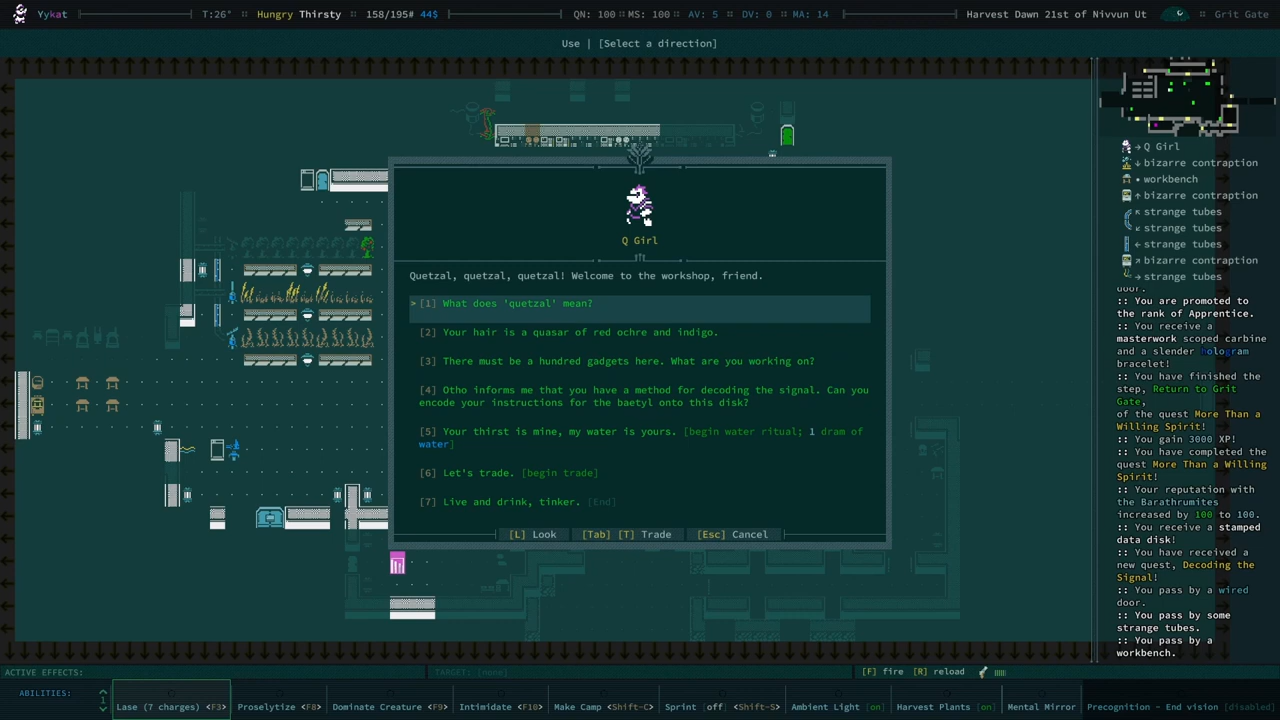 Yykat T:26° Hungry Thirsty 158/195# 44$ QN: 100 MS: 100 AV: 5 DV: 0 MA: 14 Harvest Dawn 21st of Nivvun Ut Grit Gate
Use | [Select a direction]
Q Girl
Quetzal, quetzal, quetzal! Welcome to the workshop, friend.
> [1] What does 'quetzal' mean?
[2] Your hair is a quasar of red ochre and indigo.
[3] There must be a hundred gadgets here. What are you working on?
[4] Otho informs me that you have a method for decoding the signal. Can you
encode your instructions for the baetyl onto this disk?
[5] Your thirst is mine, my water is yours. [begin water ritual; 1 dram of
water]
[6] Let's trade. [begin trade]
[7] Live and drink, tinker. [End]
[L] Look [Tab] [T] Trade [Esc] Cancel
Q Girl
bizarre contraption
workbench
bizarre contraption
strange tubes
strange tubes
strange tubes
bizarre contraption
strange tubes
door.
:: You are promoted to
the rank of Apprentice.
:: You receive a
masterwork scoped carbine
and a slender hologram
bracelet!
:: You have finished the
step, Return to Grit
Gate,
of the quest More Than a
Willing Spirit!
:: You gain 3000 XP!
:: You have completed the
quest More Than a Willing
Spirit!
:: Your reputation with
the Barathrumites
increased by 100 to 100.
:: You receive a stamped
data disk!
:: You have received a
new quest, Decoding the
Signal!
:: You pass by a wired
door.
:: You pass by some
strange tubes.
:: You pass by a
workbench.
ACTIVE EFFECTS: TARGET: [none] [F] fire [R] reload
ABILITIES: 1 Lase (7 charges) <F3> Proselytize <F8> Dominate Creature <F9> Intimidate <F10> Make Camp <Shift-C> Sprint [off] <Shift-S> Ambient Light [on] Harvest Plants [on] Mental Mirror Precognition - End vision [disabled]